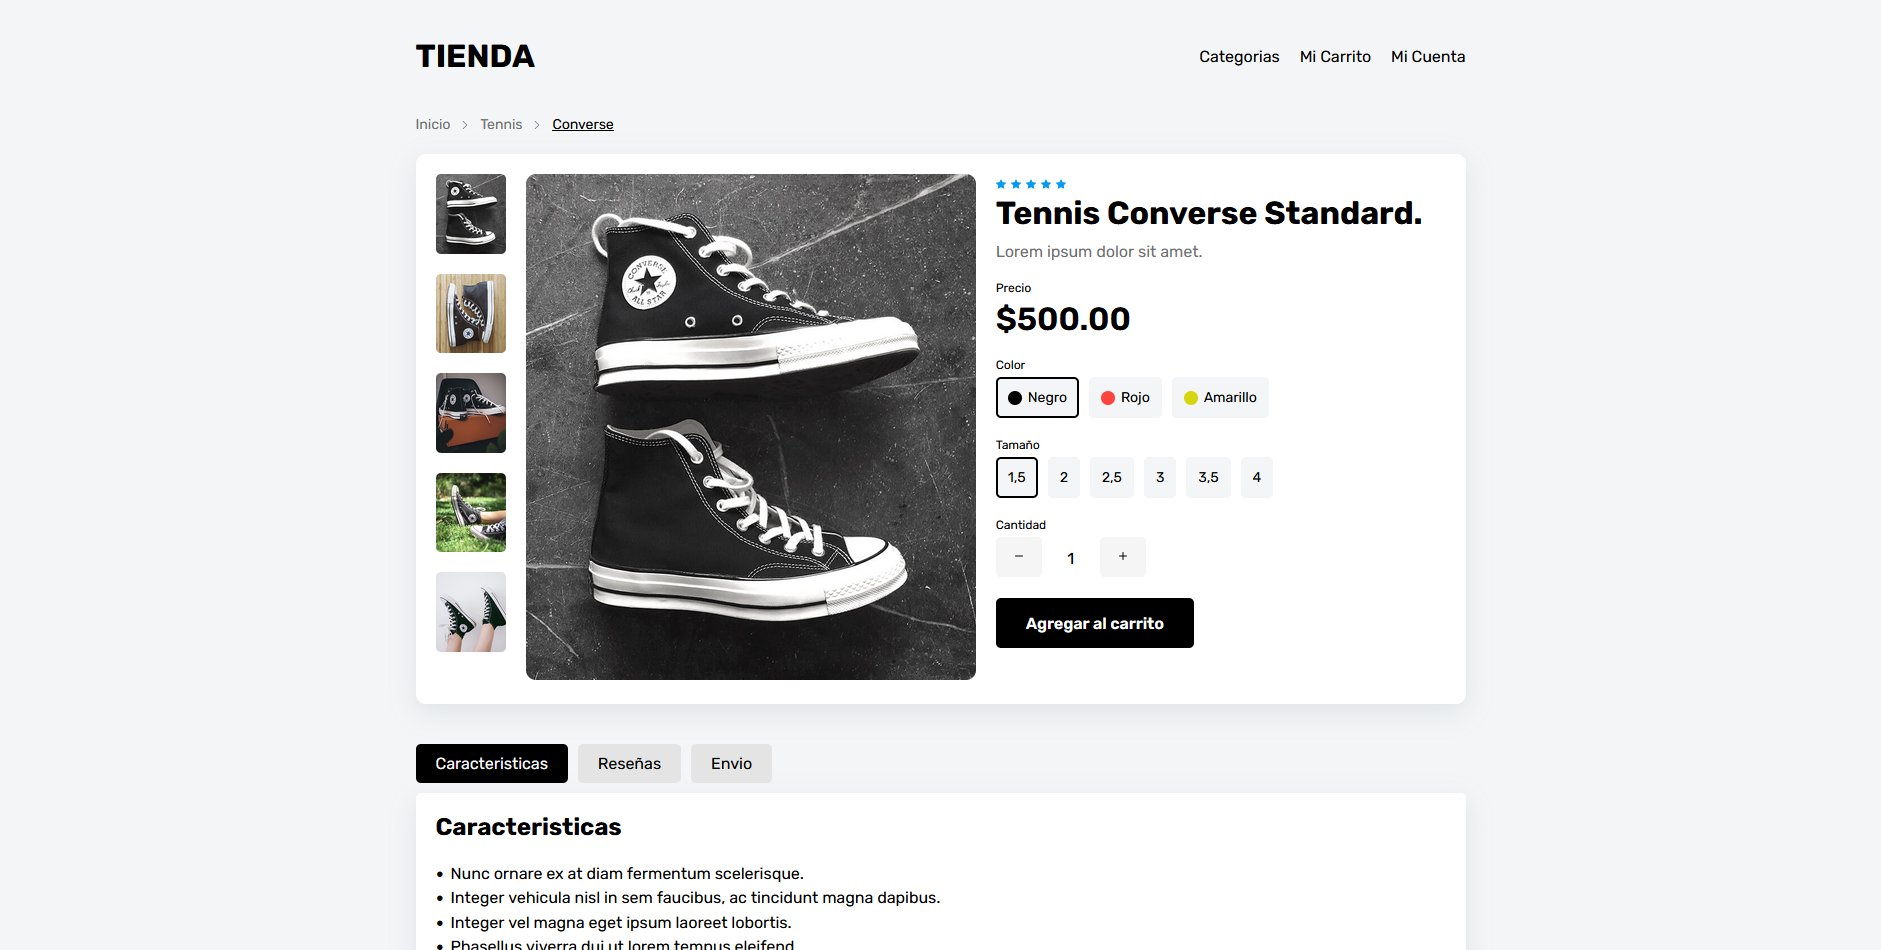 TIENDA
Categorias Mi Carrito Mi Cuenta
Inicio > Tennis > Converse
CONVERSE
ALL STAR
Tennis Converse Standard.
Lorem ipsum dolor sit amet.
Precio
$500.00
Color
Negro Rojo Amarillo
Tamaño
1,5 2 2,5 3 3,5 4
Cantidad
− 1 +
Agregar al carrito
Caracteristicas Reseñas Envio
Caracteristicas
• Nunc ornare ex at diam fermentum scelerisque.
• Integer vehicula nisl in sem faucibus, ac tincidunt magna dapibus.
• Integer vel magna eget ipsum laoreet lobortis.
• Phasellus viverra dui ut lorem tempus eleifend.